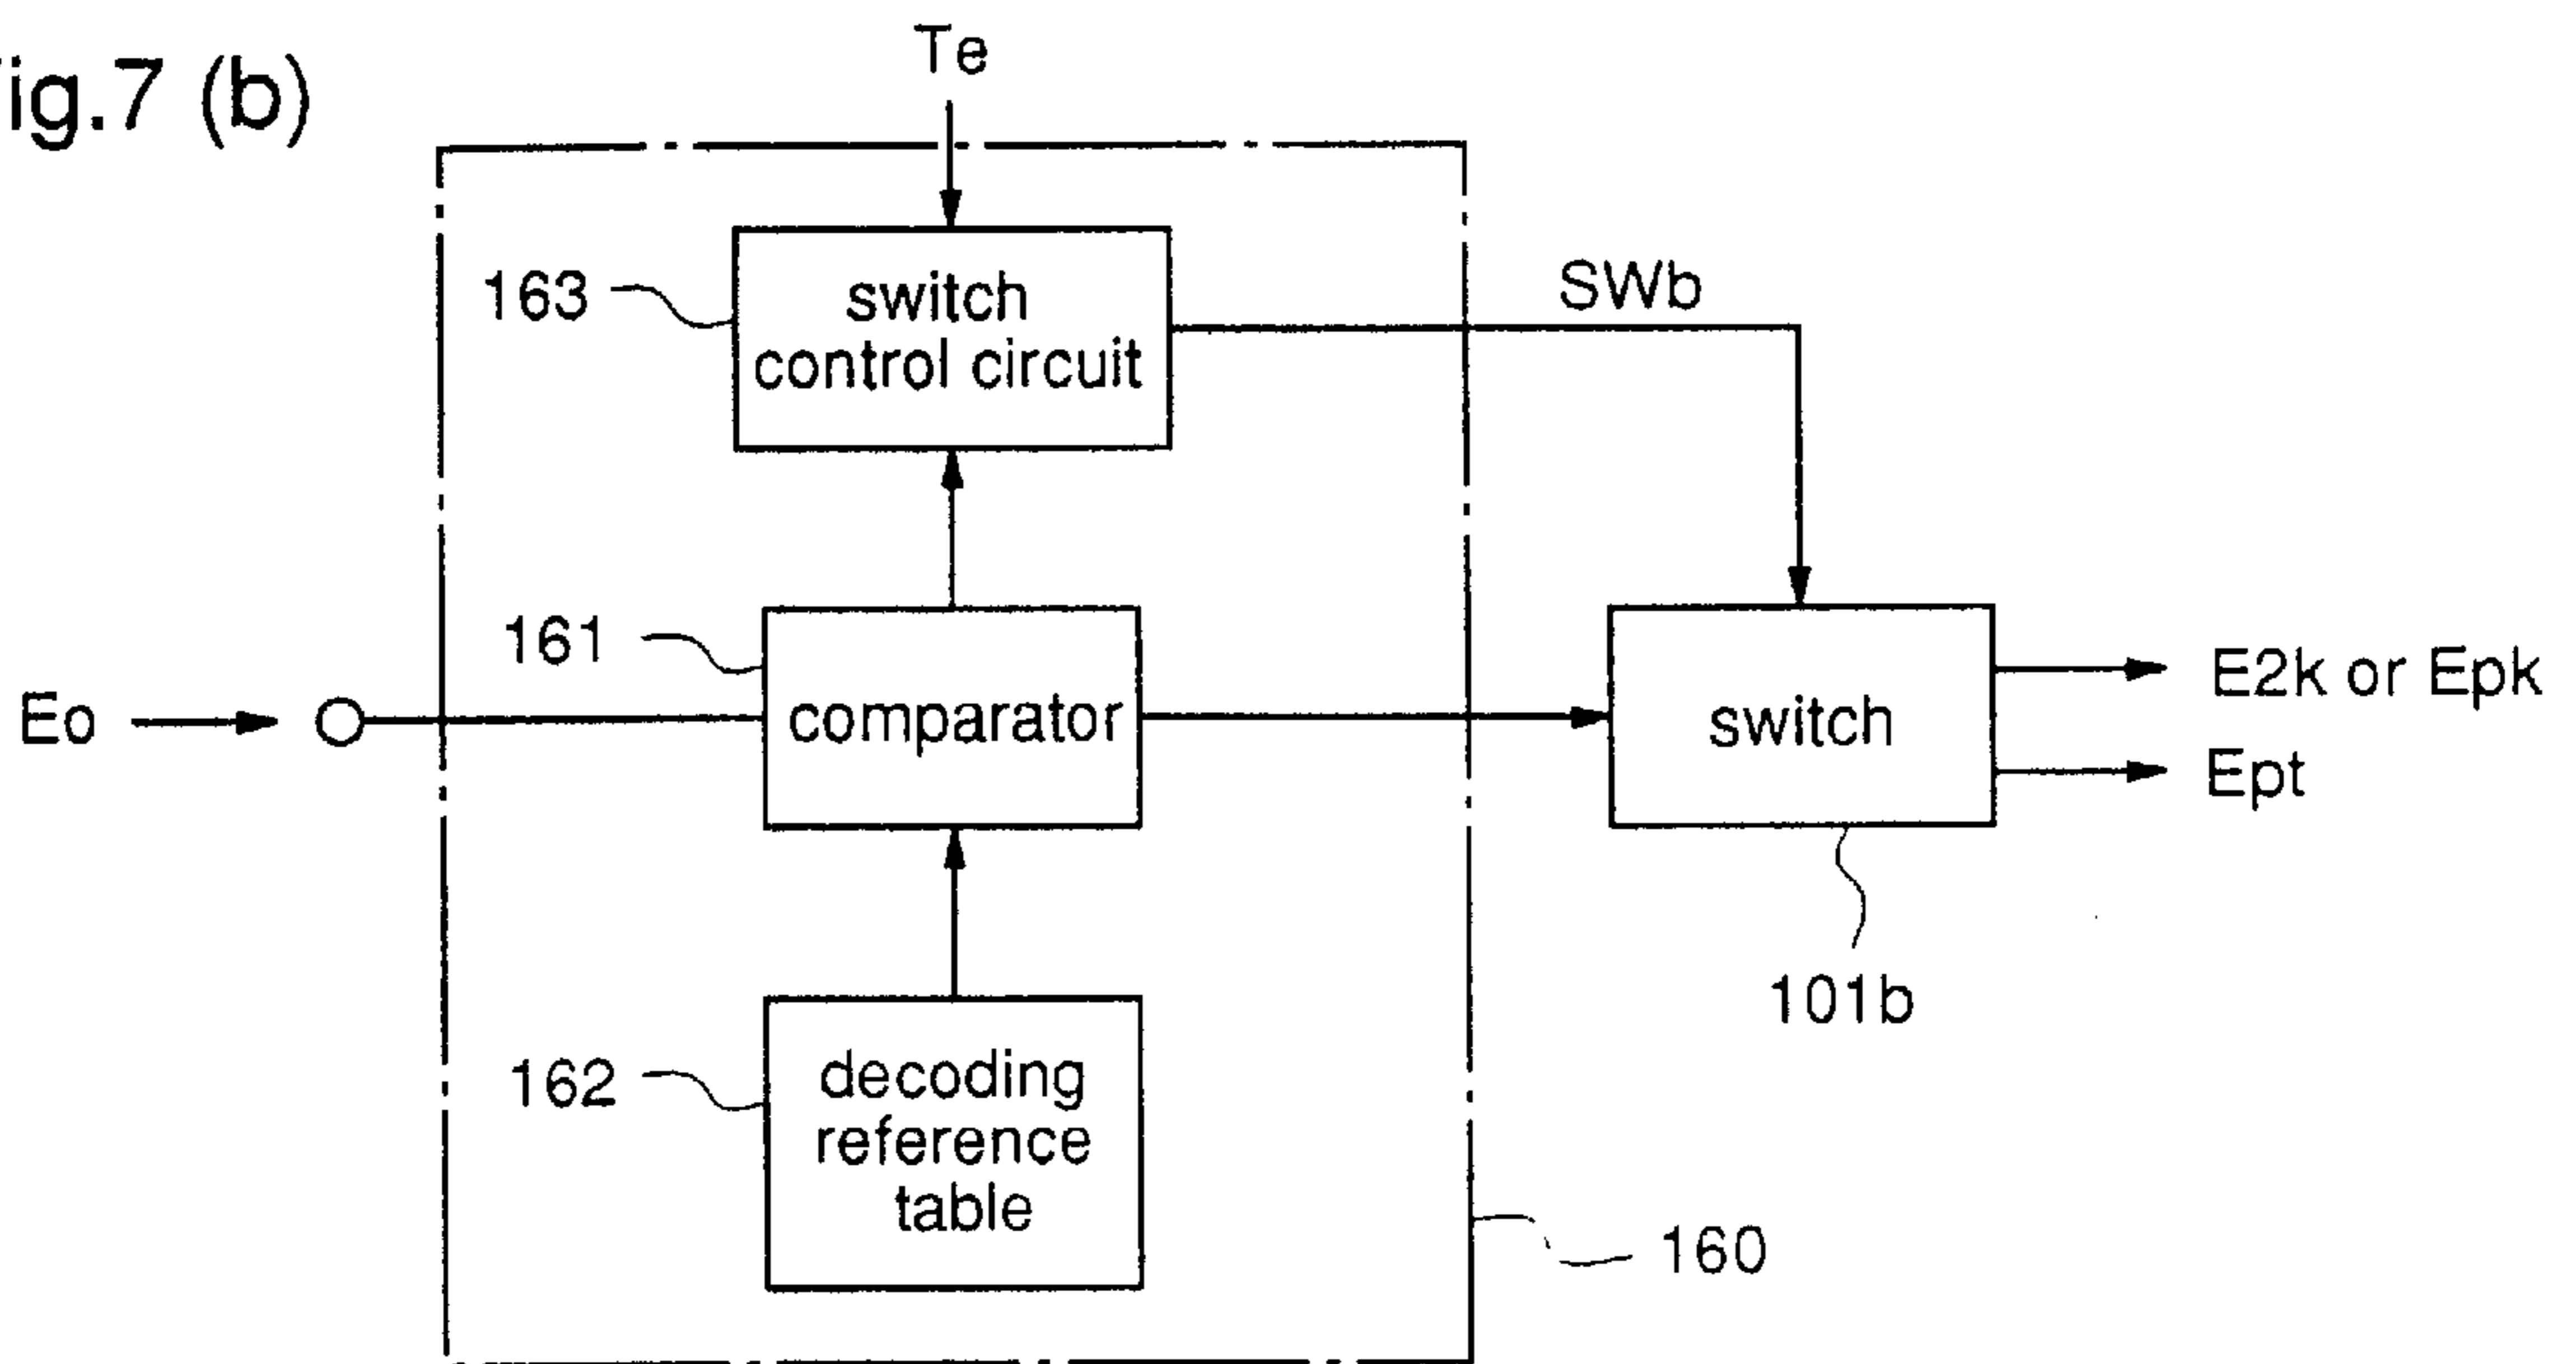 ig.7 (b)
Te
163
switch
control circuit
SWb
161
comparator
Eo
switch
E2k or Epk
Ept
101b
162
decoding
reference
table
160